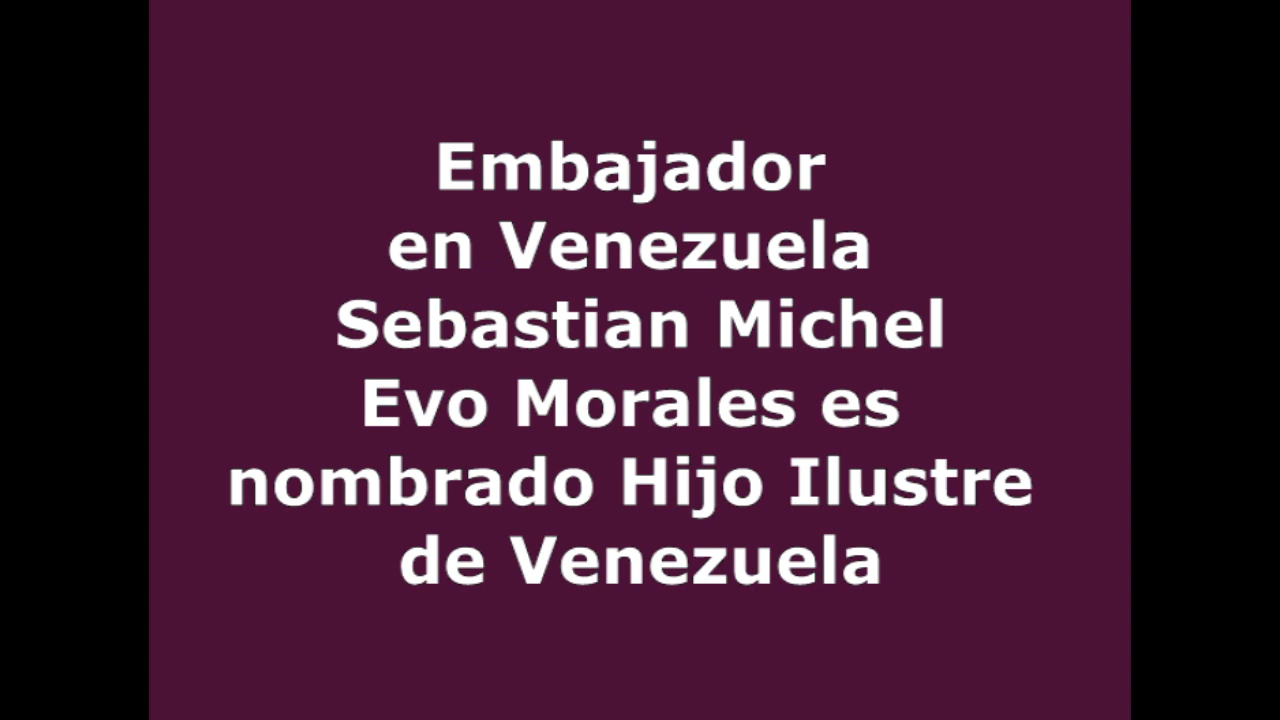 Embajador
en Venezuela
Sebastian Michel
Evo Morales es
nombrado Hijo Ilustre
de Venezuela